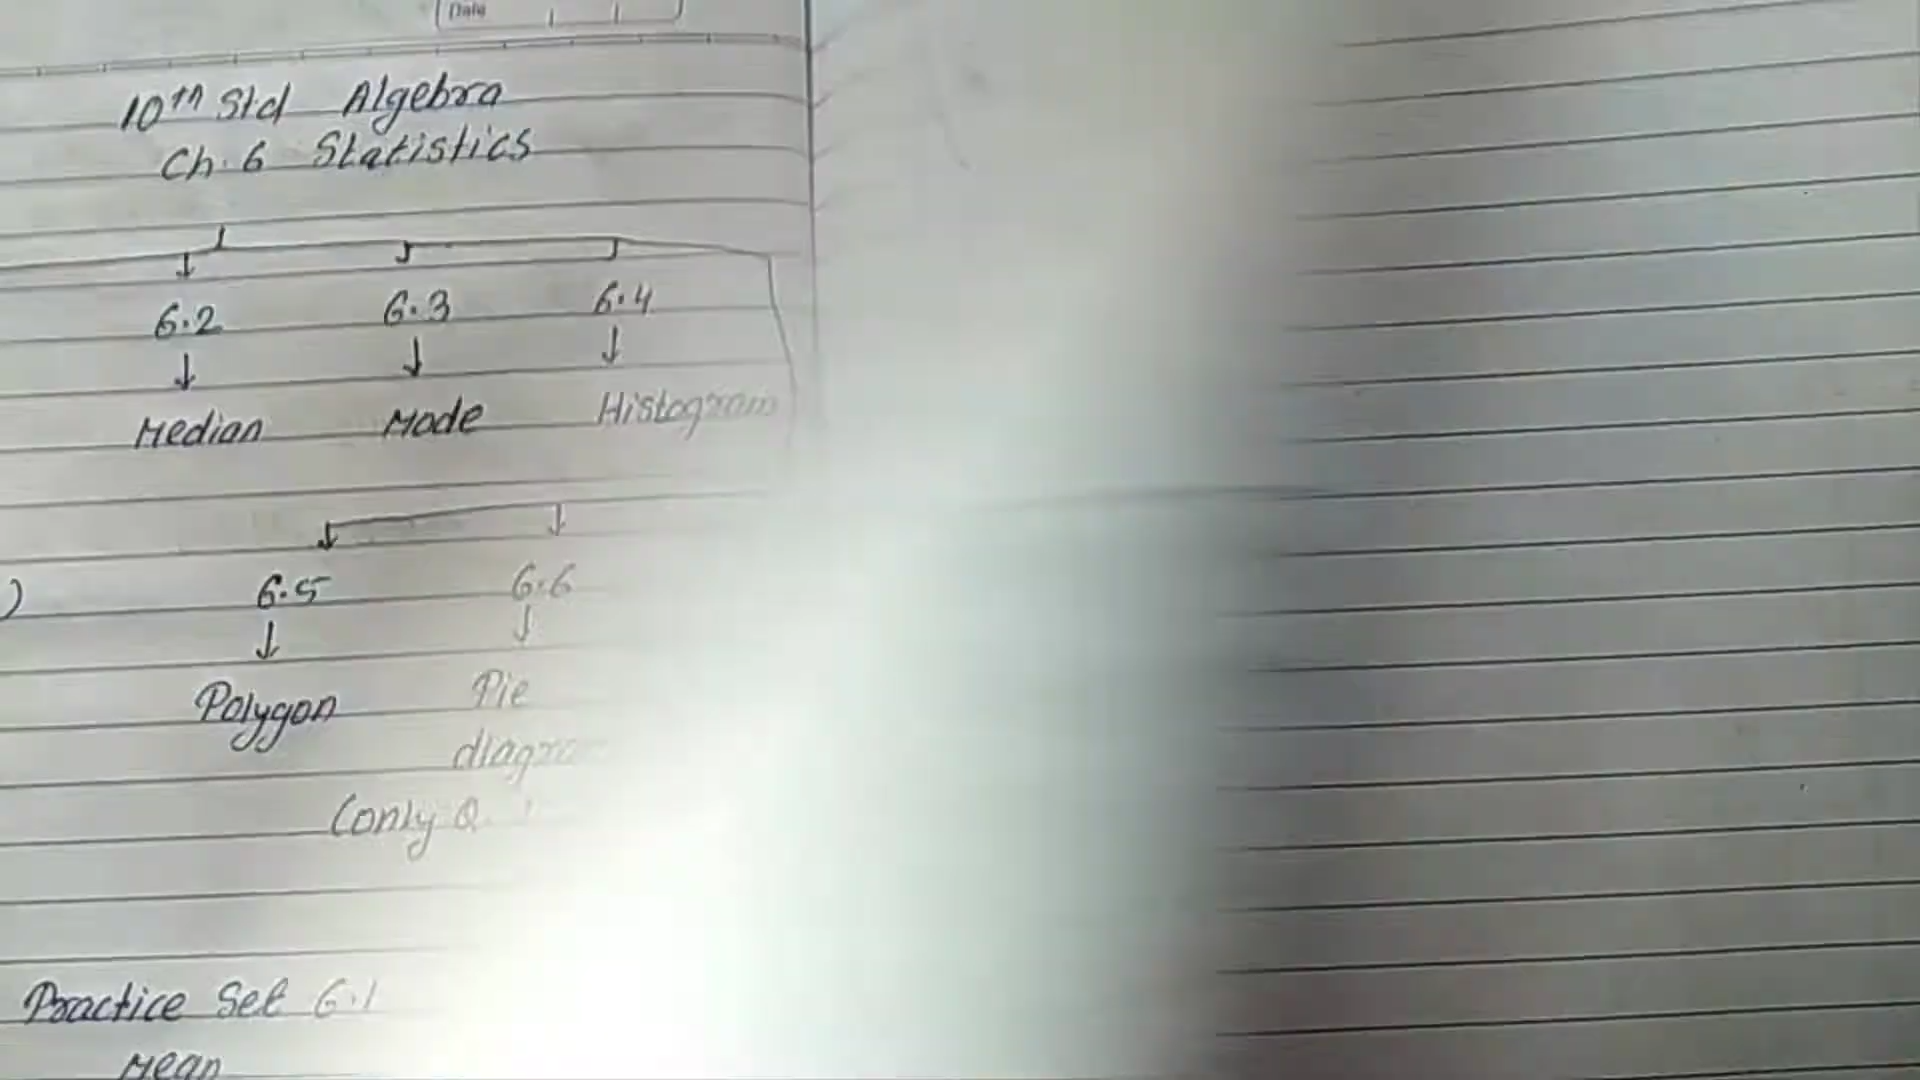 Date
10th Std Algebra
Ch. 6 Statistics
6.2 6.3 6.4
Median Mode Histogram
) 6.5 6.6
Polygon Pie
(only Q.
Practice Set 6.1
Mean